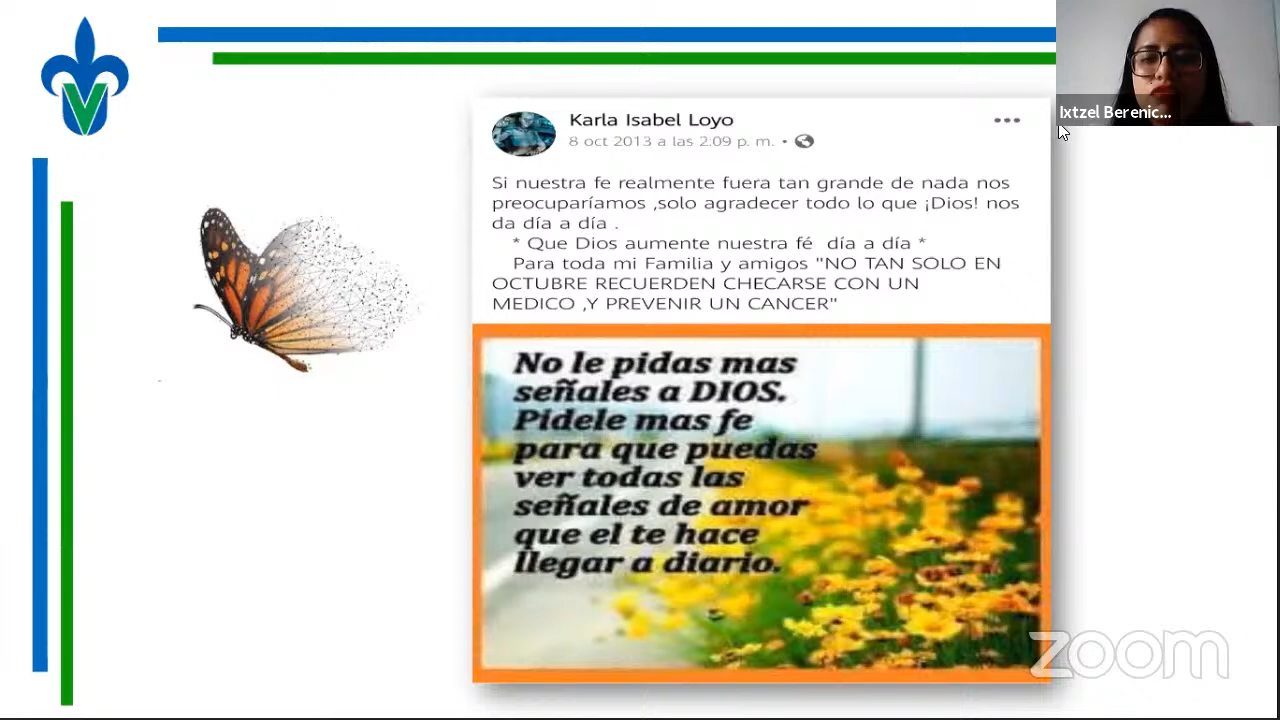 Karla Isabel Loyo
8 oct 2013 a las 2:09 p. m. •
Ixtzel Berenic...
Si nuestra fe realmente fuera tan grande de nada nos
preocuparíamos ,solo agradecer todo lo que ¡Dios! nos
da día a día .
* Que Dios aumente nuestra fé día a día *
Para toda mi Familia y amigos "NO TAN SOLO EN
OCTUBRE RECUERDEN CHECARSE CON UN
MEDICO ,Y PREVENIR UN CANCER"
No le pidas mas
señales a DIOS.
Pidele mas fe
para que puedas
ver todas las
señales de amor
que el te hace
llegar a diario.
zoom